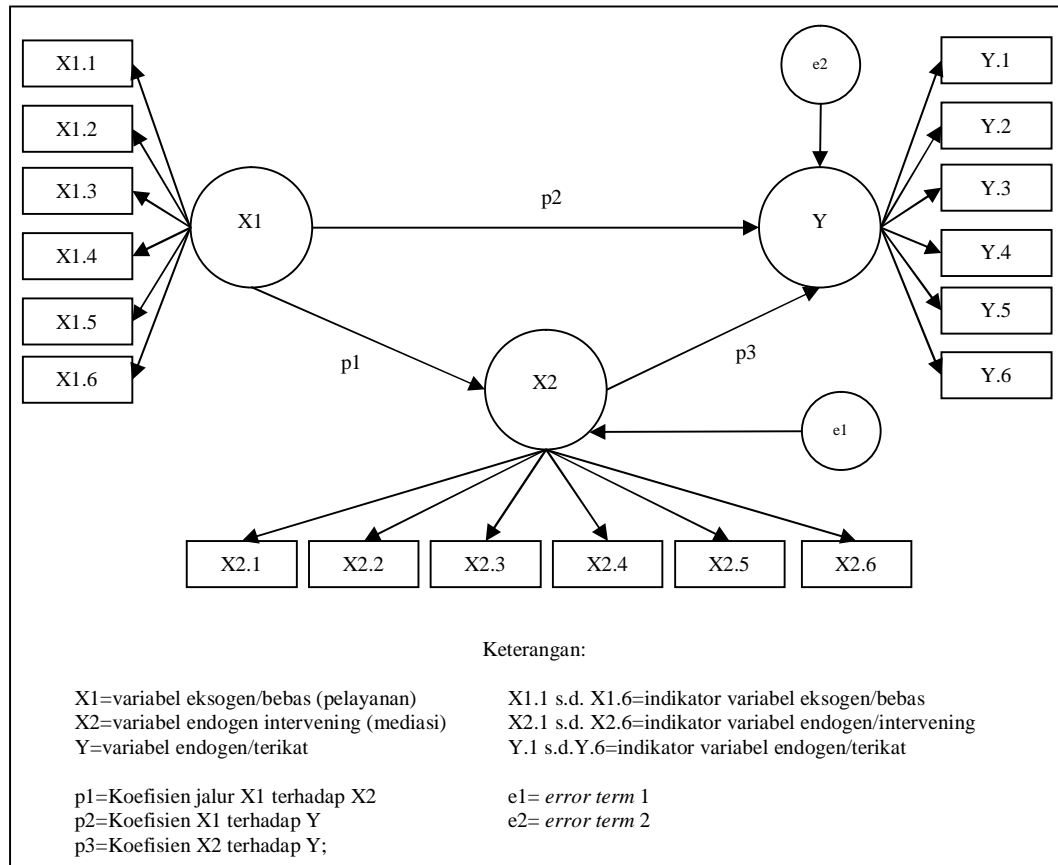 X1.1
X1.2
X1.3
X1.4
X1.5
X1.6
X1
p2
e2
Y
Y.1
Y.2
Y.3
Y.4
Y.5
Y.6
p1
X2
p3
e1
X2.1
X2.2
X2.3
X2.4
X2.5
X2.6
Keterangan:
X1=variabel eksogen/bebas (pelayanan)
X2=variabel endogen intervening (mediasi)
Y=variabel endogen/terikat
X1.1 s.d. X1.6=indikator variabel eksogen/bebas
X2.1 s.d. X2.6=indikator variabel endogen/intervening
Y.1 s.d.Y.6=indikator variabel endogen/terikat
p1=Koefisien jalur X1 terhadap X2
p2=Koefisien X1 terhadap Y
p3=Koefisien X2 terhadap Y;
e1= error term 1
e2= error term 2